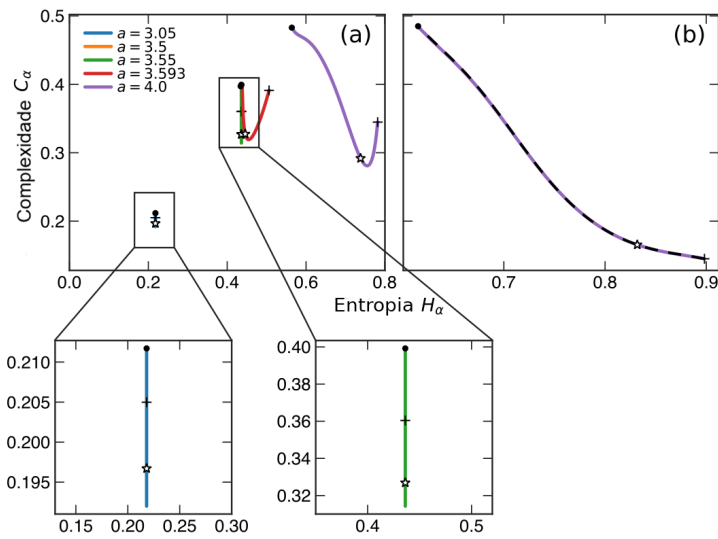 0.5
0.4
0.3
0.2
Complexidade Cα
a = 3.05
a = 3.5
a = 3.55
a = 3.593
a = 4.0
(a)
(b)
0.0 0.2 0.4 0.6 0.8
0.7 0.8 0.9
Entropia Hα
0.210
0.205
0.200
0.195
0.15 0.20 0.25 0.30
0.40
0.38
0.36
0.34
0.32
0.4 0.5